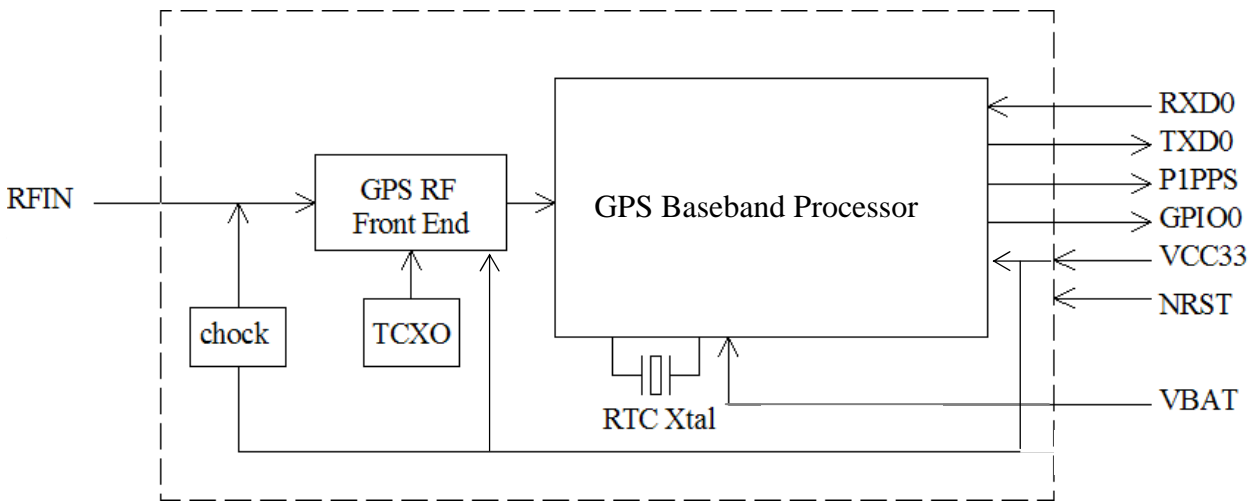 RXD0
TXD0
P1PPS
GPIO0
VCC33
NRST
VBAT
RFIN
GPS RF
Front End
GPS Baseband Processor
chock
TCXO
RTC Xtal